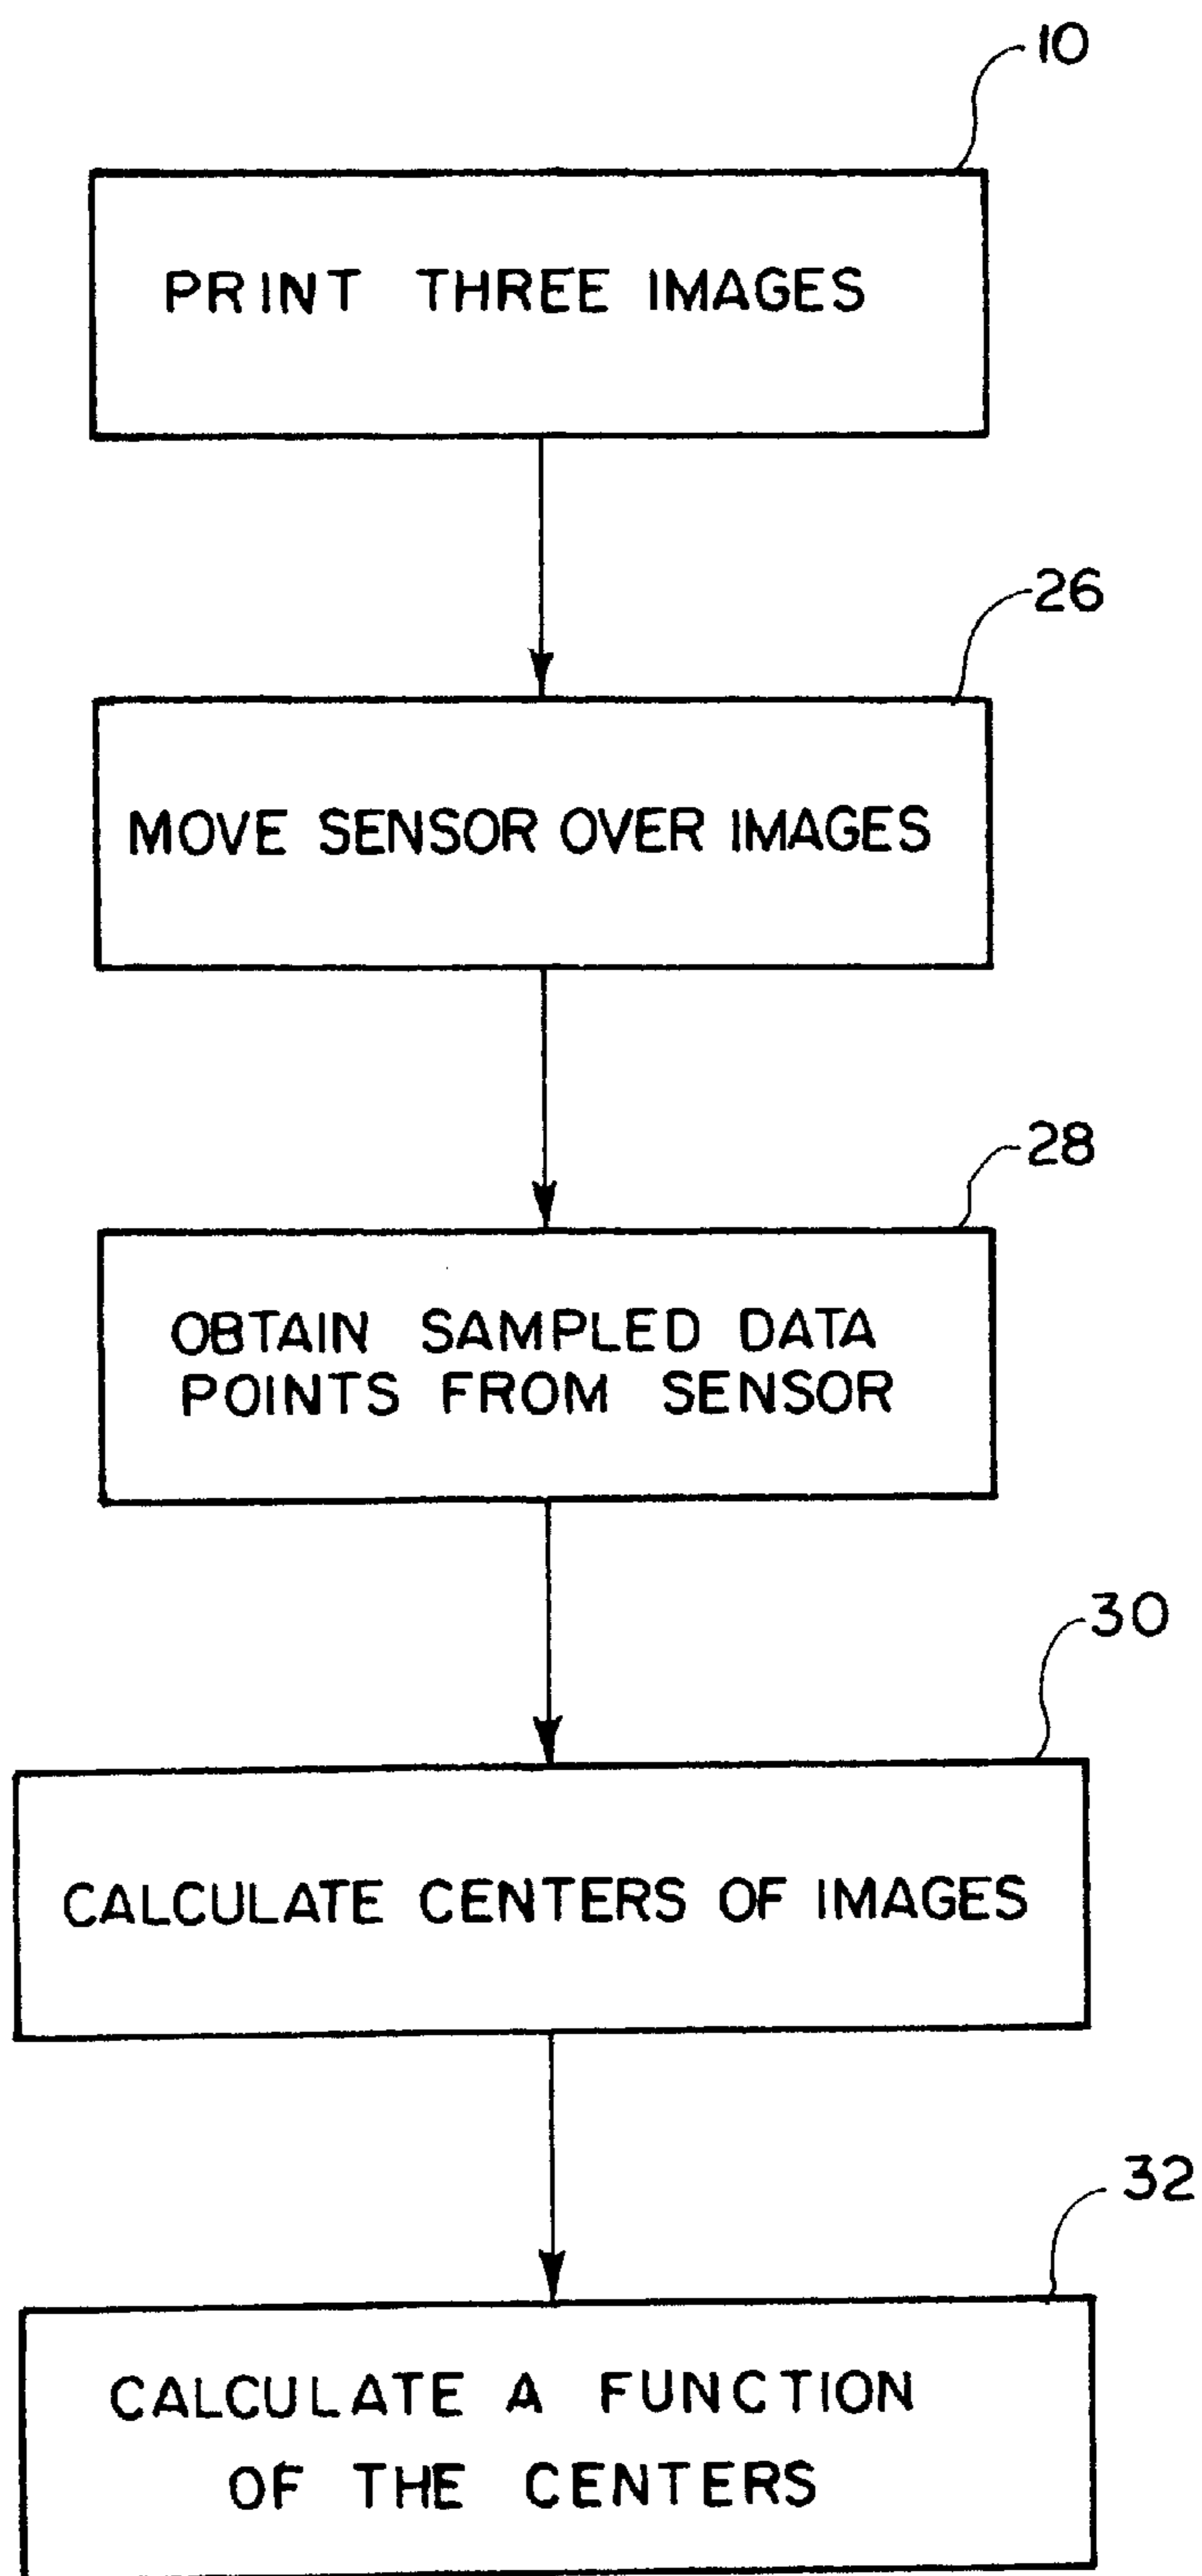 10
PRINT THREE IMAGES
26
MOVE SENSOR OVER IMAGES
28
OBTAIN SAMPLED DATA
POINTS FROM SENSOR
30
CALCULATE CENTERS OF IMAGES
32
CALCULATE A FUNCTION
OF THE CENTERS